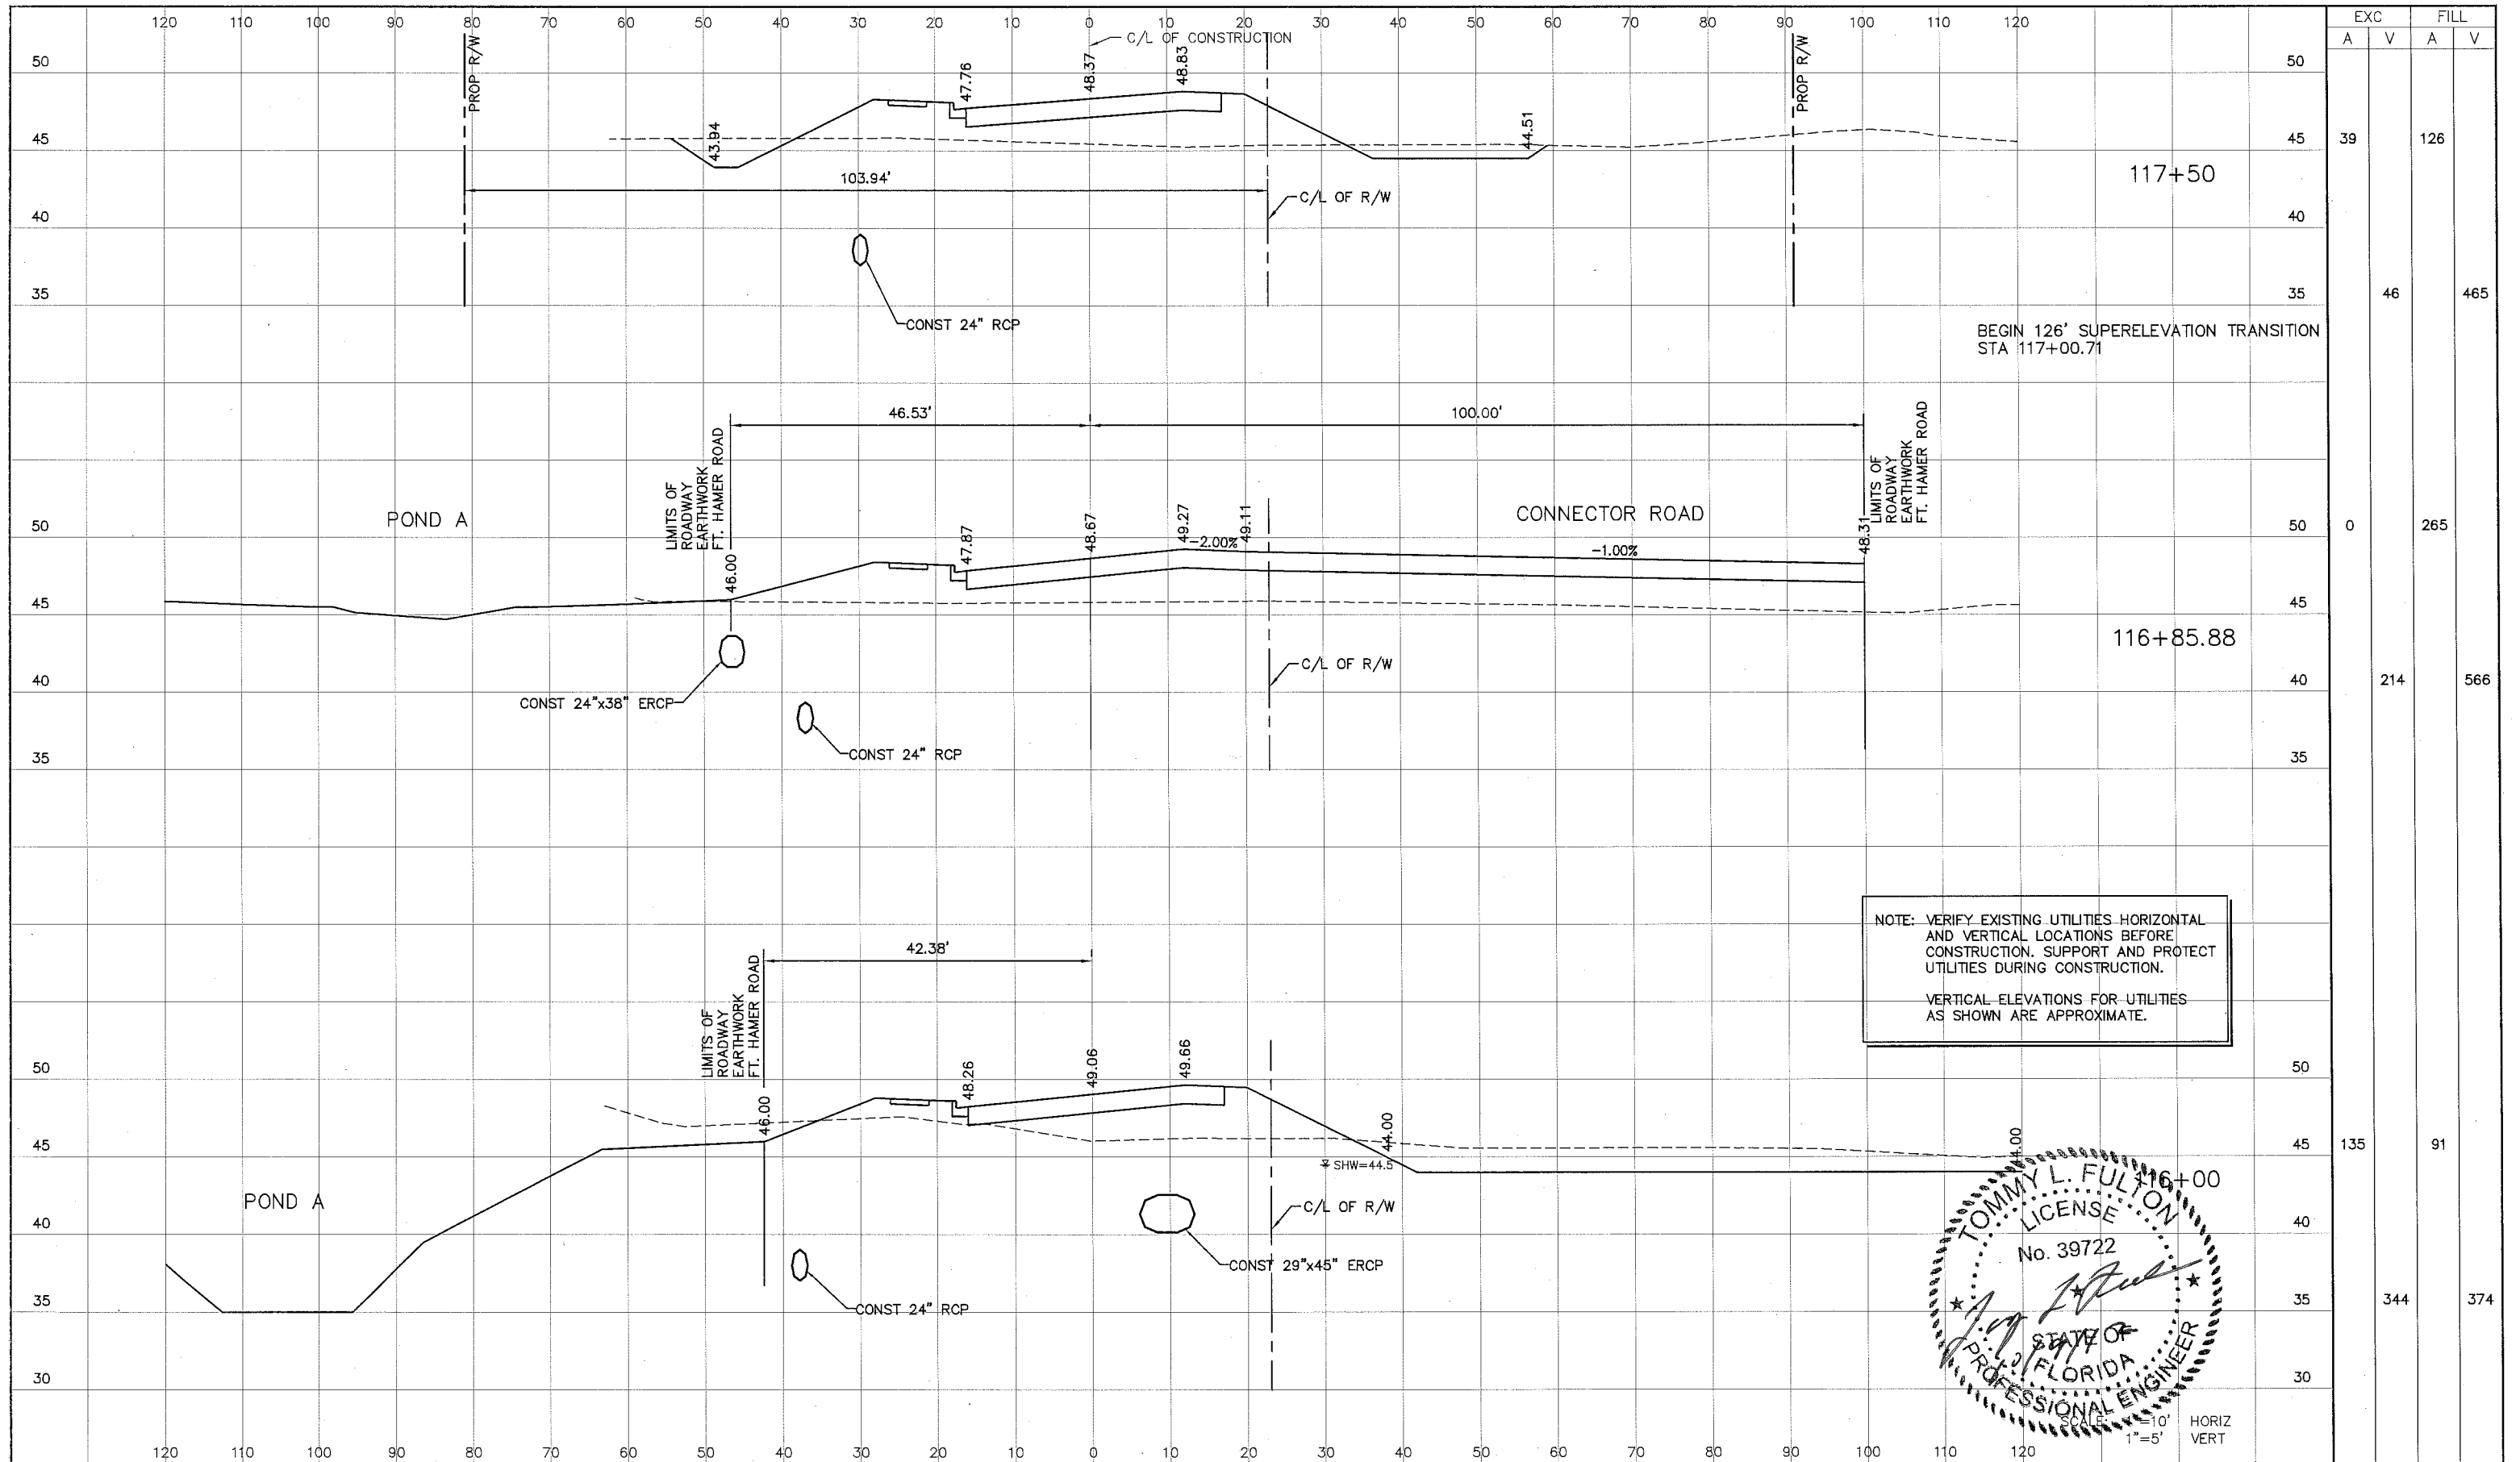 120 110 100 90 80 70 60 50 40 30 20 10 0 10 20 30 40 50 60 70 80 90 100 110 120
EXC FILL
A V A V
C/L OF CONSTRUCTION
PROP R/W
PROP R/W
50 47.76 48.37 48.83 50
45 43.94 44.51 45 39 126
117+50
103.94'
C/L OF R/W
40 40
35 35 46 465
CONST 24" RCP
BEGIN 126' SUPERELEVATION TRANSITION
STA 117+00.71
46.53' 100.00'
LIMITS OF
ROADWAY
EARTHWORK
FT. HAMER ROAD
LIMITS OF
ROADWAY
EARTHWORK
FT. HAMER ROAD
POND A
CONNECTOR ROAD
50 46.00 47.87 48.67 49.27 49.11 48.31 50 0 265
-2.00% -1.00%
45 45
116+85.88
C/L OF R/W
40 40 214 566
CONST 24"x38" ERCP
CONST 24" RCP
35 35
NOTE: VERIFY EXISTING UTILITIES HORIZONTAL
AND VERTICAL LOCATIONS BEFORE
CONSTRUCTION. SUPPORT AND PROTECT
UTILITIES DURING CONSTRUCTION.
VERTICAL ELEVATIONS FOR UTILITIES
AS SHOWN ARE APPROXIMATE.
42.38'
LIMITS OF
ROADWAY
EARTHWORK
FT. HAMER ROAD
50 46.00 48.26 49.06 49.66 50
45 44.00 44.00 45 135 91
SHW=44.5
116+00
POND A
C/L OF R/W
40 40
CONST 29"x45" ERCP
CONST 24" RCP
35 35 344 374
30 30
TOMMY L. FULTON
LICENSE
No. 39722
STATE OF
FLORIDA
PROFESSIONAL ENGINEER
SCALE: =10' HORIZ
1"=5' VERT
120 110 100 90 80 70 60 50 40 30 20 10 0 10 20 30 40 50 60 70 80 90 100 110 120